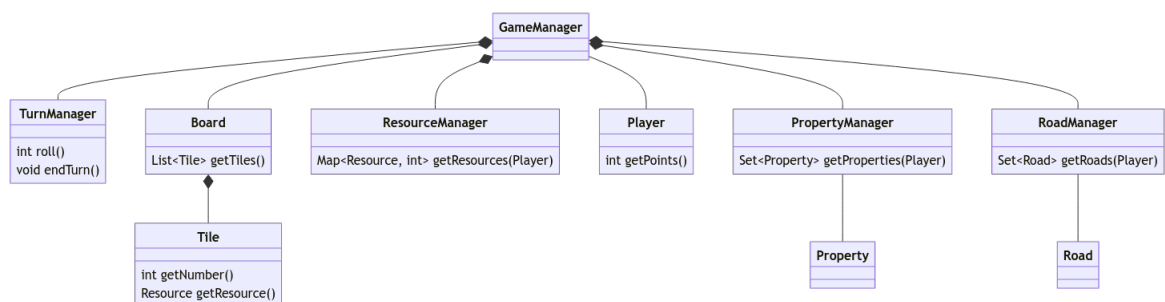 GameManager
TurnManager
int roll()
void endTurn()
Board
List<Tile> getTiles()
ResourceManager
Map<Resource, int> getResources(Player)
Player
int getPoints()
PropertyManager
Set<Property> getProperties(Player)
RoadManager
Set<Road> getRoads(Player)
Tile
int getNumber()
Resource getResource()
Property
Road